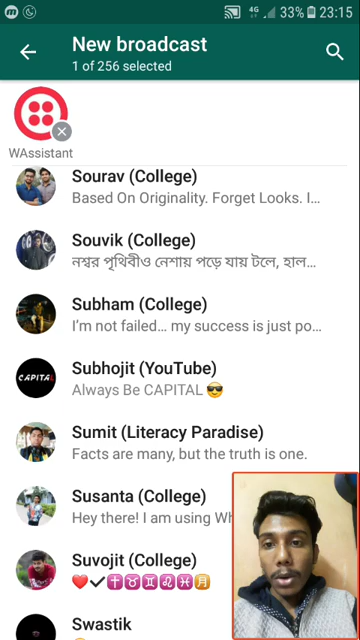 4G 33% 23:15
New broadcast
1 of 256 selected
WAssistant
Sourav (College)
Based On Originality. Forget Looks. I...
Souvik (College)
নশ্বর পৃথিবীও নেশায় পড়ে যায় টলে, হাল...
Subham (College)
I'm not failed... my success is just po...
CAPITAL
Subhojit (YouTube)
Always Be CAPITAL 😎
Sumit (Literacy Paradise)
Facts are many, but the truth is one.
Susanta (College)
Hey there! I am using Wh
Suvojit (College)
❤️✔️✝️♉♊♌♓🈷️
Swastik